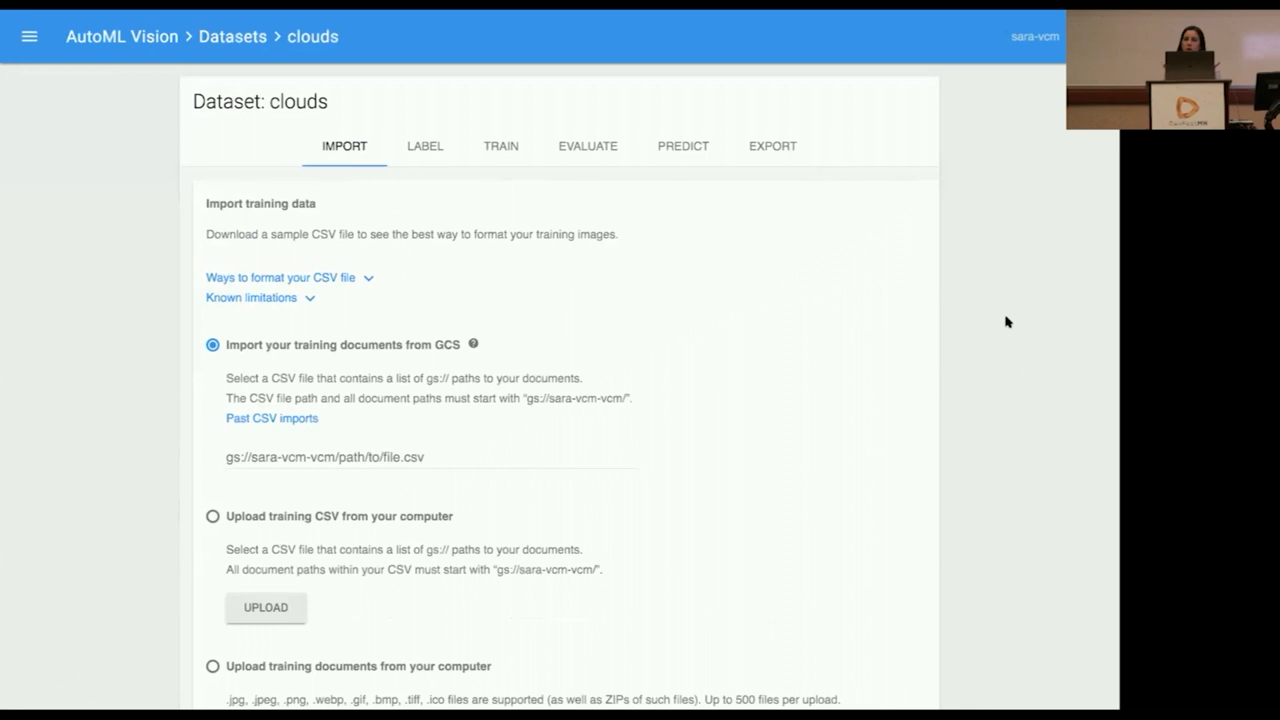 AutoML Vision > Datasets > clouds
sara-vcm
Dataset: clouds
IMPORT
LABEL
TRAIN
EVALUATE
PREDICT
EXPORT
Import training data
Download a sample CSV file to see the best way to format your training images.
Ways to format your CSV file
Known limitations
Import your training documents from GCS
Select a CSV file that contains a list of gs:// paths to your documents.
The CSV file path and all document paths must start with “gs://sara-vcm-vcm/”.
Past CSV imports
gs://sara-vcm-vcm/path/to/file.csv
Upload training CSV from your computer
Select a CSV file that contains a list of gs:// paths to your documents.
All document paths within your CSV must start with “gs://sara-vcm-vcm/”.
UPLOAD
Upload training documents from your computer
.jpg, .jpeg, .png, .webp, .gif, .bmp, .tiff, .ico files are supported (as well as ZIPs of such files). Up to 500 files per upload.